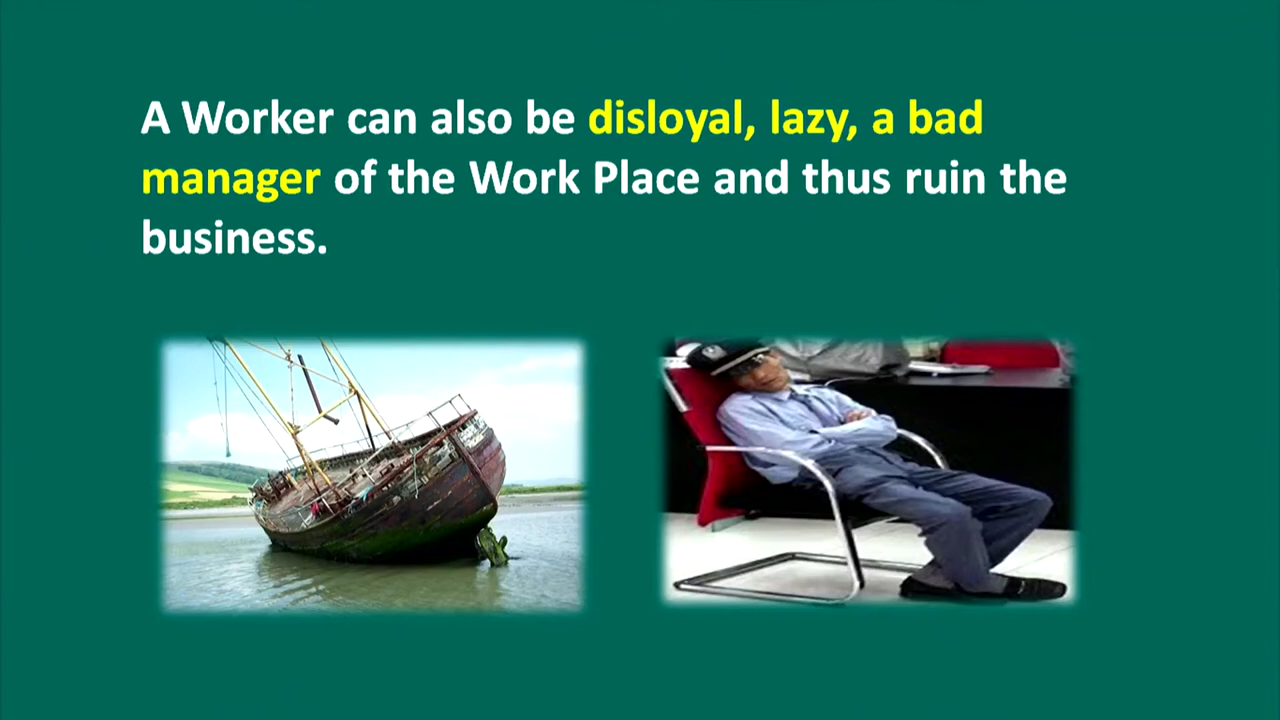 A Worker can also be disloyal, lazy, a bad
manager of the Work Place and thus ruin the
business.